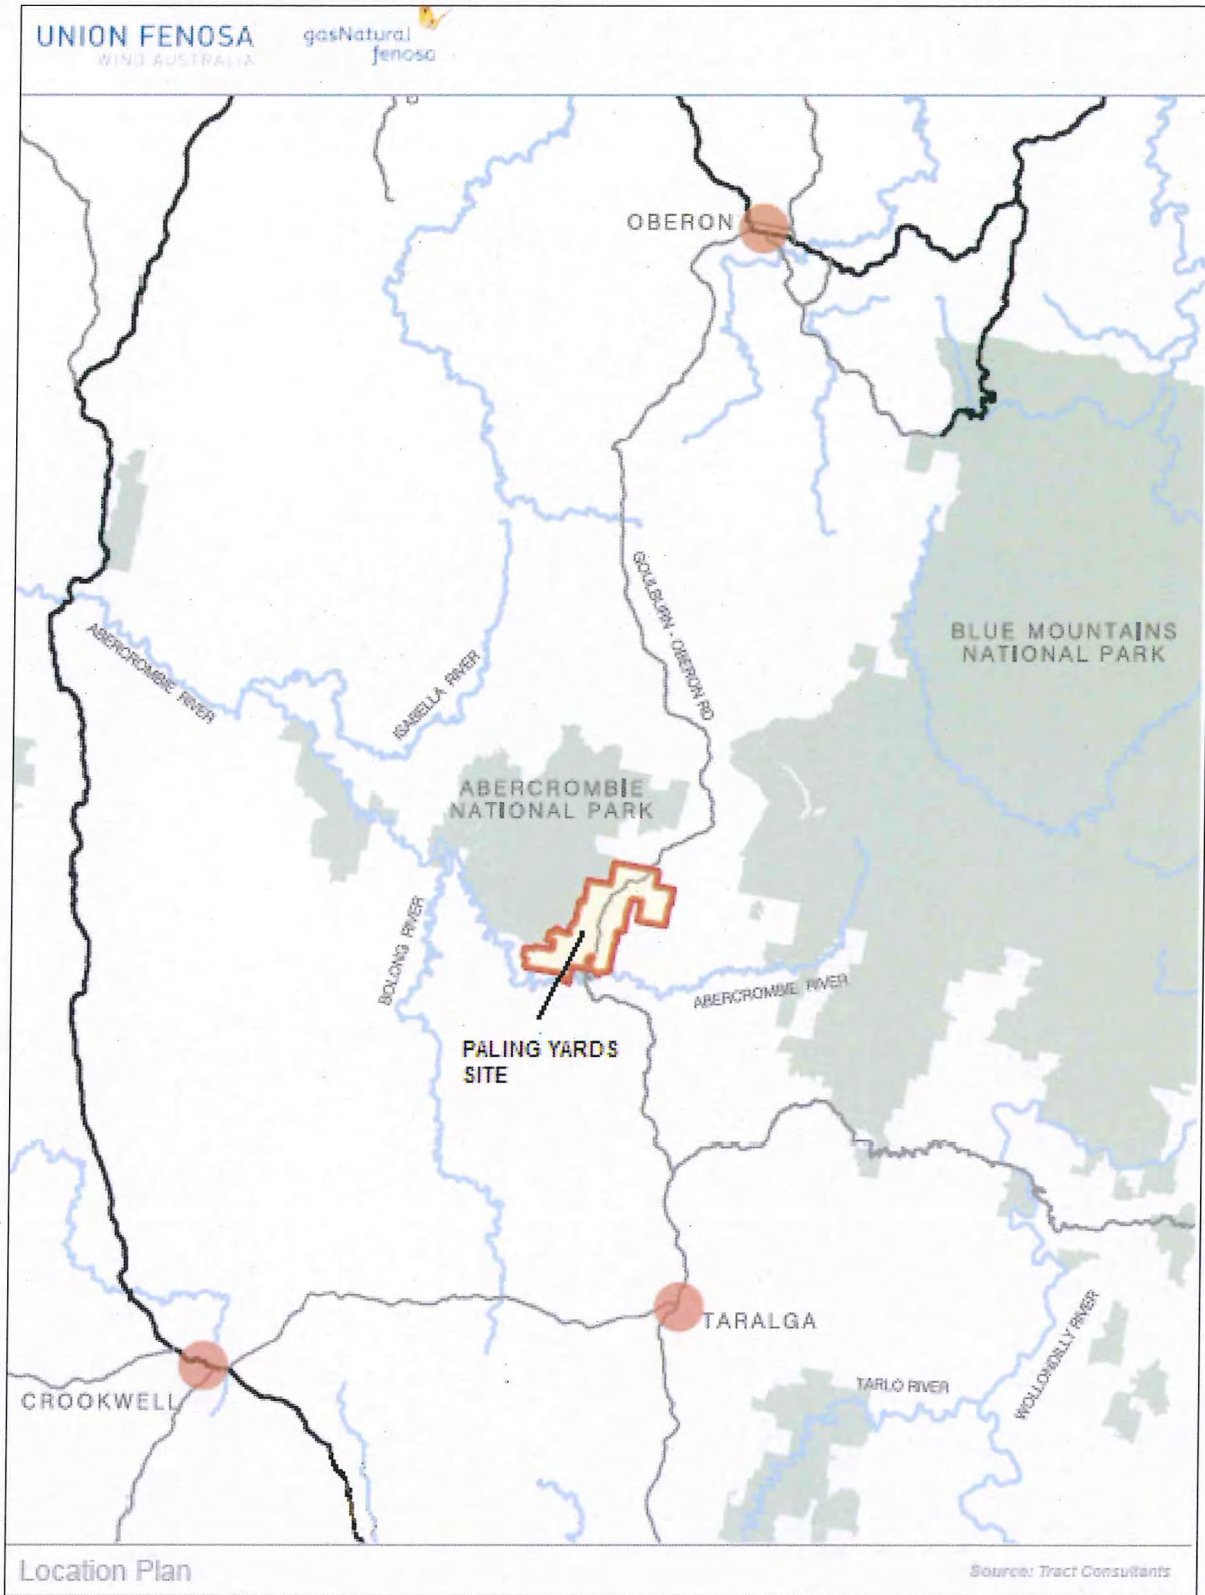 UNION FENOSA
WIND AUSTRALIA
gasNatural
fenosa
OBERON
GOULBURN - OBERON RD
BLUE MOUNTAINS
NATIONAL PARK
ABERCROMBIE RIVER
ISABELLA RIVER
ABERCROMBIE
NATIONAL PARK
BOLONG RIVER
ABERCROMBIE RIVER
PALING YARDS
SITE
TARALGA
WOLLONDILLY RIVER
TARLO RIVER
CROOKWELL
Location Plan
Source: Tract Consultants